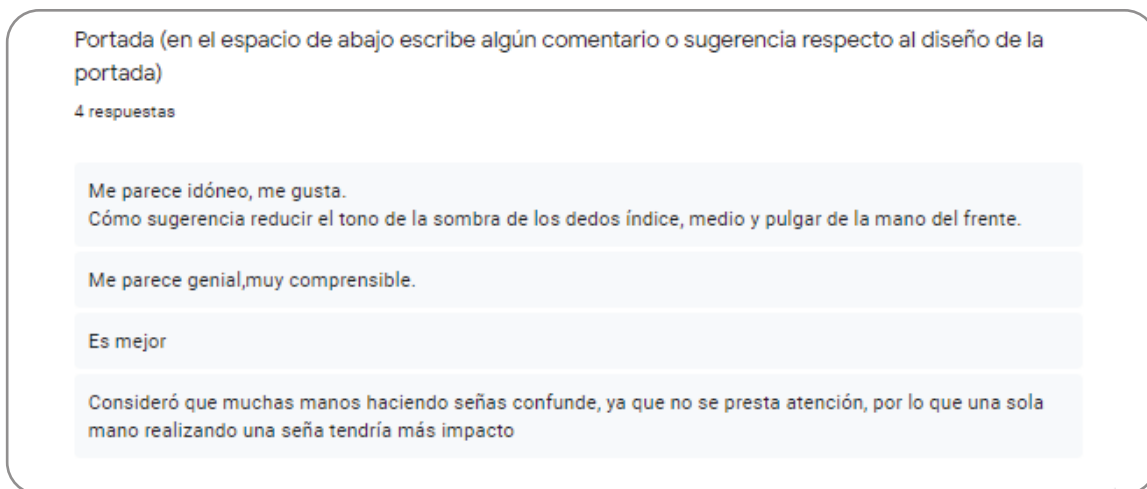 Portada (en el espacio de abajo escribe algún comentario o sugerencia respecto al diseño de la
portada)
4 respuestas
Me parece idóneo, me gusta.
Cómo sugerencia reducir el tono de la sombra de los dedos índice, medio y pulgar de la mano del frente.
Me parece genial,muy comprensible.
Es mejor
Consideró que muchas manos haciendo señas confunde, ya que no se presta atención, por lo que una sola
mano realizando una seña tendría más impacto